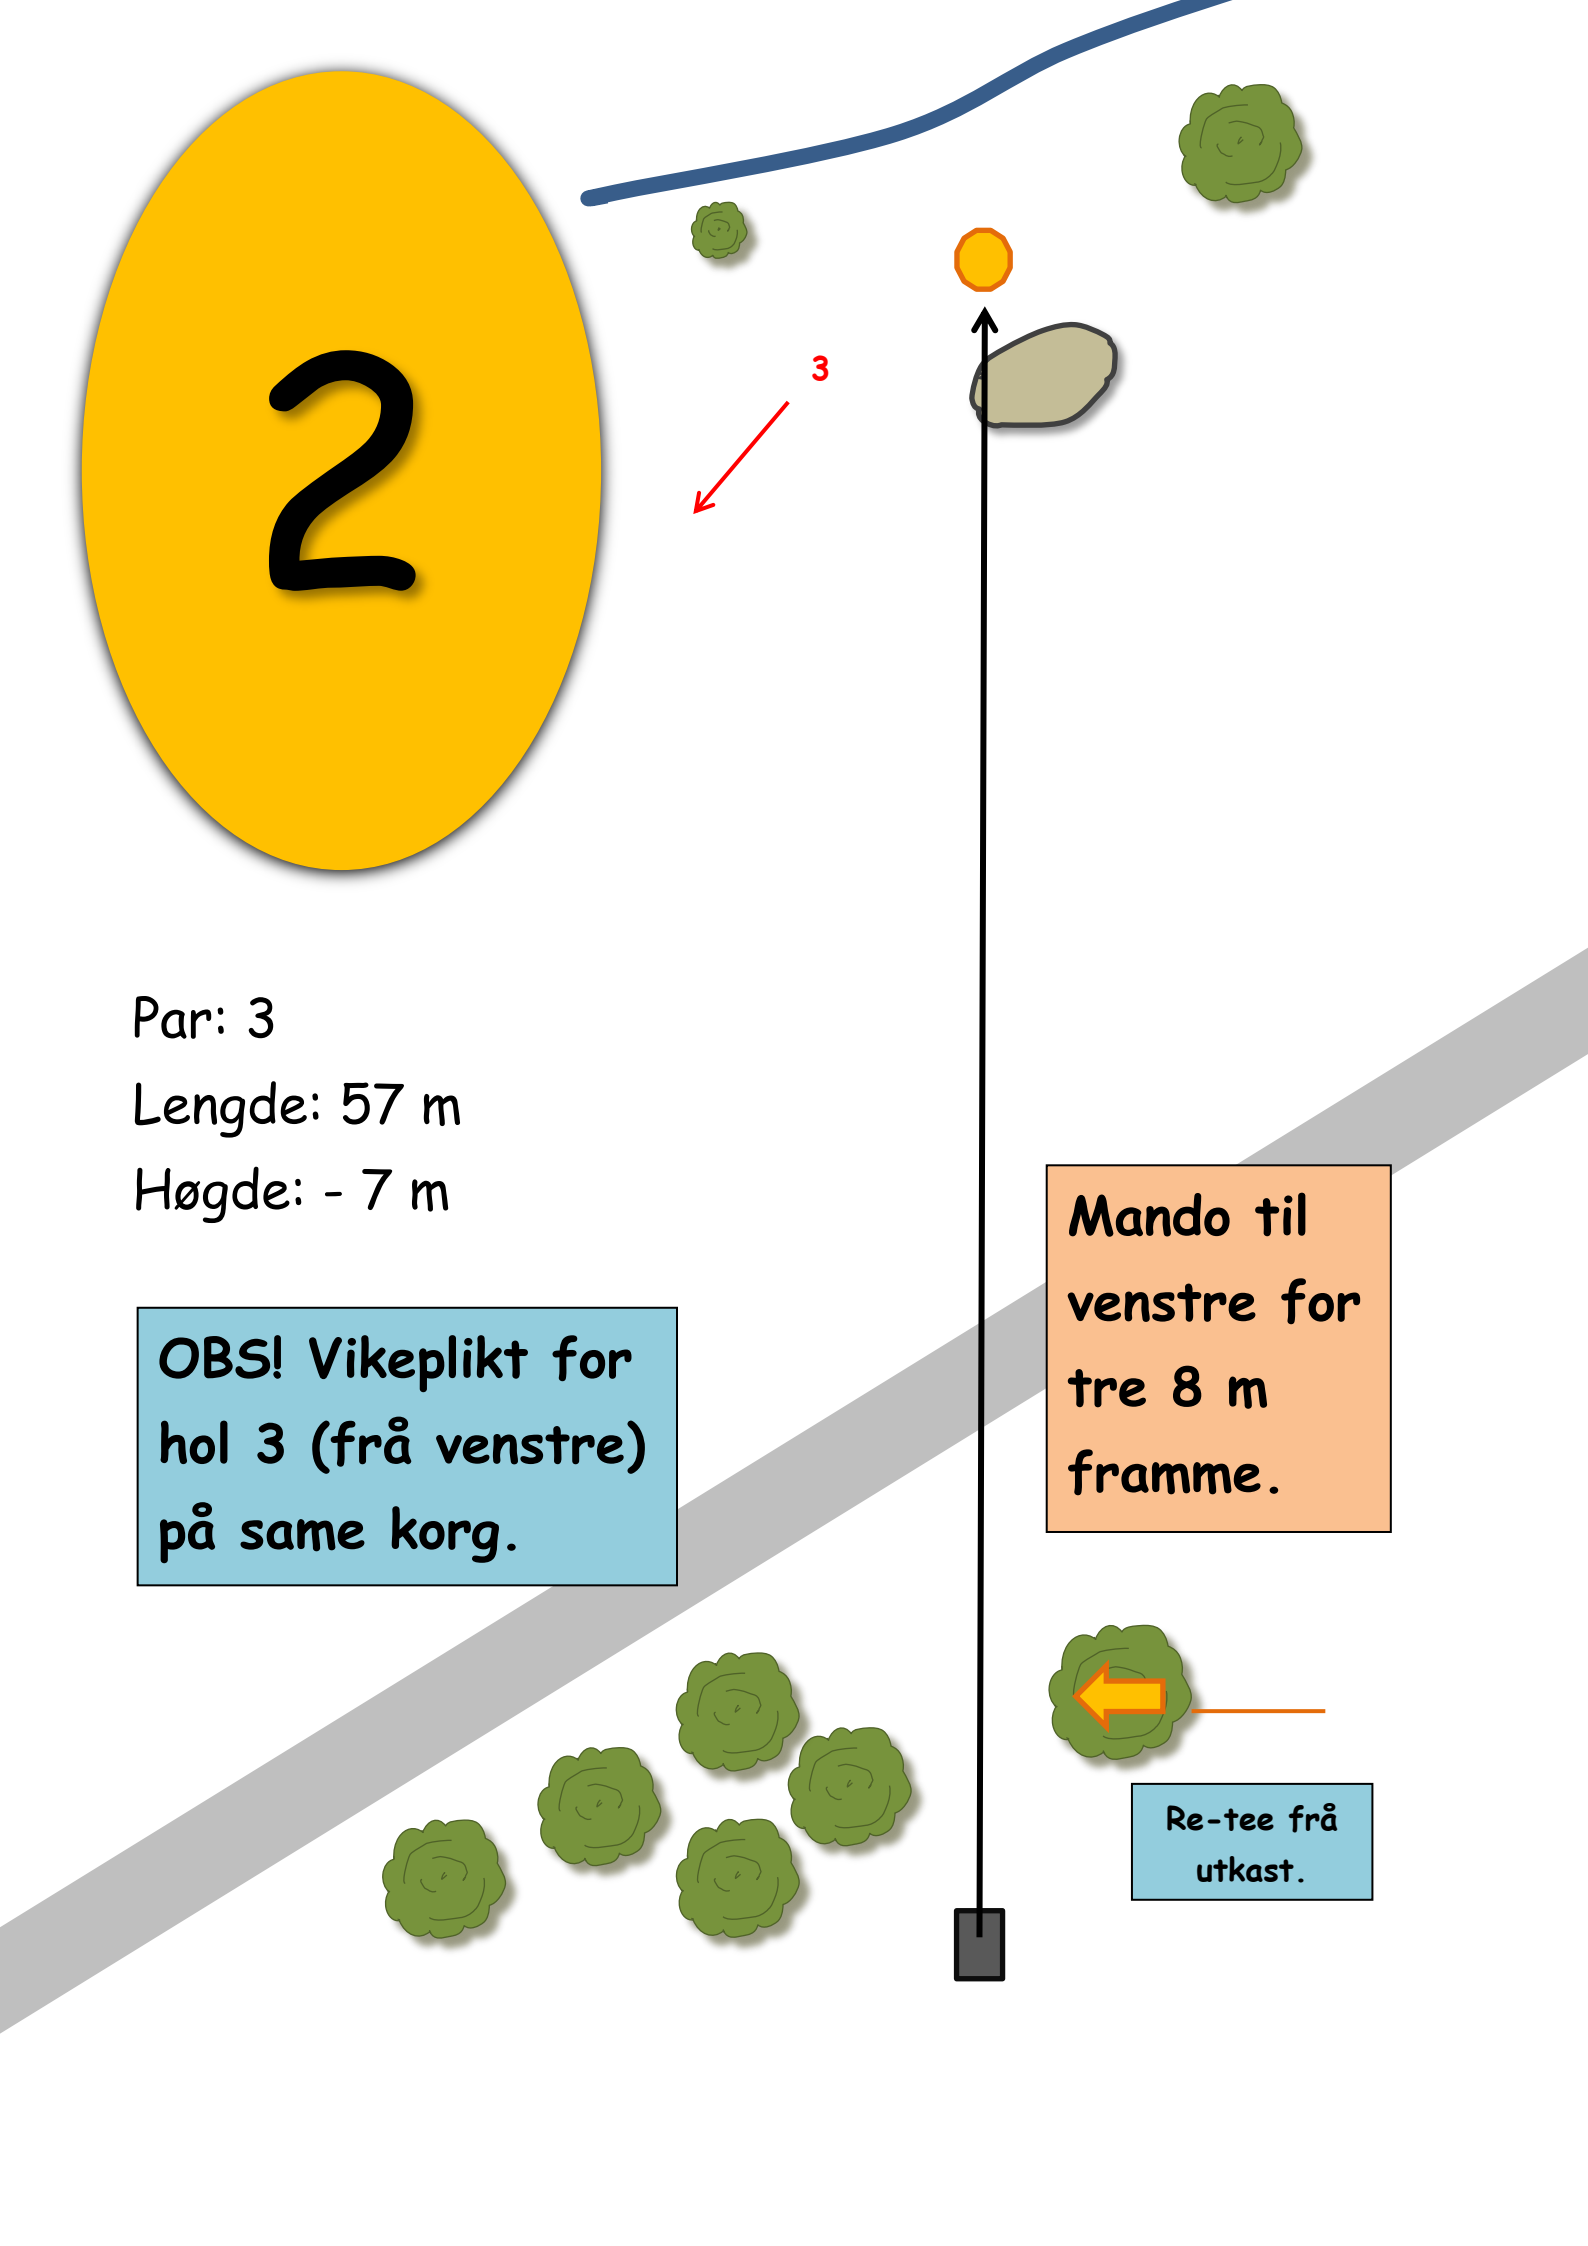 2
3
Par: 3
Lengde: 57 m
Høgde: - 7 m
Mando til
venstre for
tre 8 m
framme.
OBS! Vikeplikt for
hol 3 (frå venstre)
på same korg.
Re-tee frå
utkast.